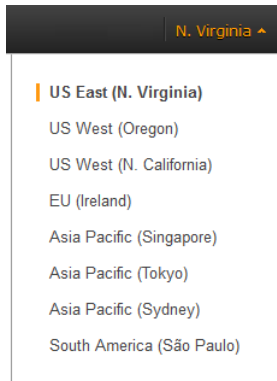 N. Virginia
US East (N. Virginia)
US West (Oregon)
US West (N. California)
EU (Ireland)
Asia Pacific (Singapore)
Asia Pacific (Tokyo)
Asia Pacific (Sydney)
South America (São Paulo)